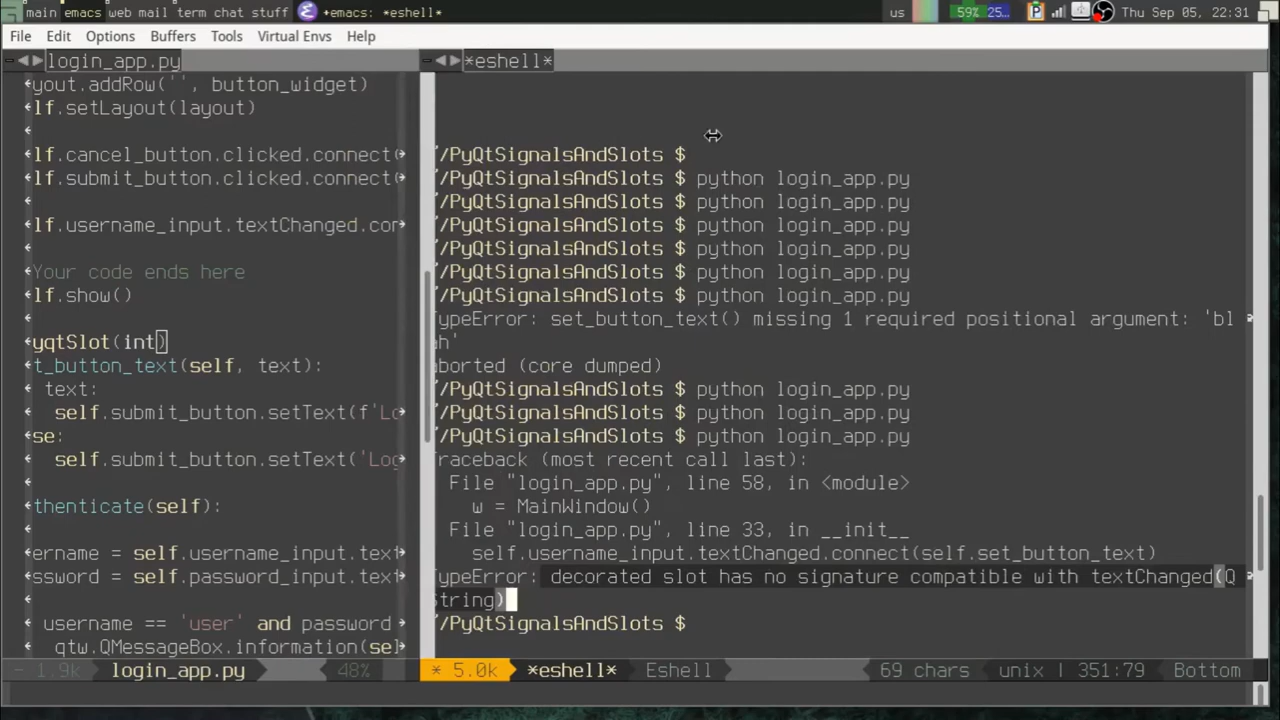 main emacs web mail term chat stuff +emacs: *eshell* us 59% 25... Thu Sep 05, 22:31
File Edit Options Buffers Tools Virtual Envs Help
login_app.py
yout.addRow('', button_widget)
lf.setLayout(layout)
lf.cancel_button.clicked.connect(
lf.submit_button.clicked.connect(
lf.username_input.textChanged.con
Your code ends here
lf.show()
yqtSlot(int)
t_button_text(self, text):
text:
self.submit_button.setText(f'Lo
se:
self.submit_button.setText('Log
thenticate(self):
ername = self.username_input.text
ssword = self.password_input.text
username == 'user' and password
qtw.QMessageBox.information(sel
- 1.9k login_app.py 48%
*eshell*
~/PyQtSignalsAndSlots $
~/PyQtSignalsAndSlots $ python login_app.py
~/PyQtSignalsAndSlots $ python login_app.py
~/PyQtSignalsAndSlots $ python login_app.py
~/PyQtSignalsAndSlots $ python login_app.py
~/PyQtSignalsAndSlots $ python login_app.py
~/PyQtSignalsAndSlots $ python login_app.py
TypeError: set_button_text() missing 1 required positional argument: 'bl
ah'
Aborted (core dumped)
~/PyQtSignalsAndSlots $ python login_app.py
~/PyQtSignalsAndSlots $ python login_app.py
~/PyQtSignalsAndSlots $ python login_app.py
Traceback (most recent call last):
File "login_app.py", line 58, in <module>
w = MainWindow()
File "login_app.py", line 33, in __init__
self.username_input.textChanged.connect(self.set_button_text)
TypeError: decorated slot has no signature compatible with textChanged(Q
String)
~/PyQtSignalsAndSlots $
* 5.0k *eshell* Eshell 69 chars unix | 351:79 Bottom